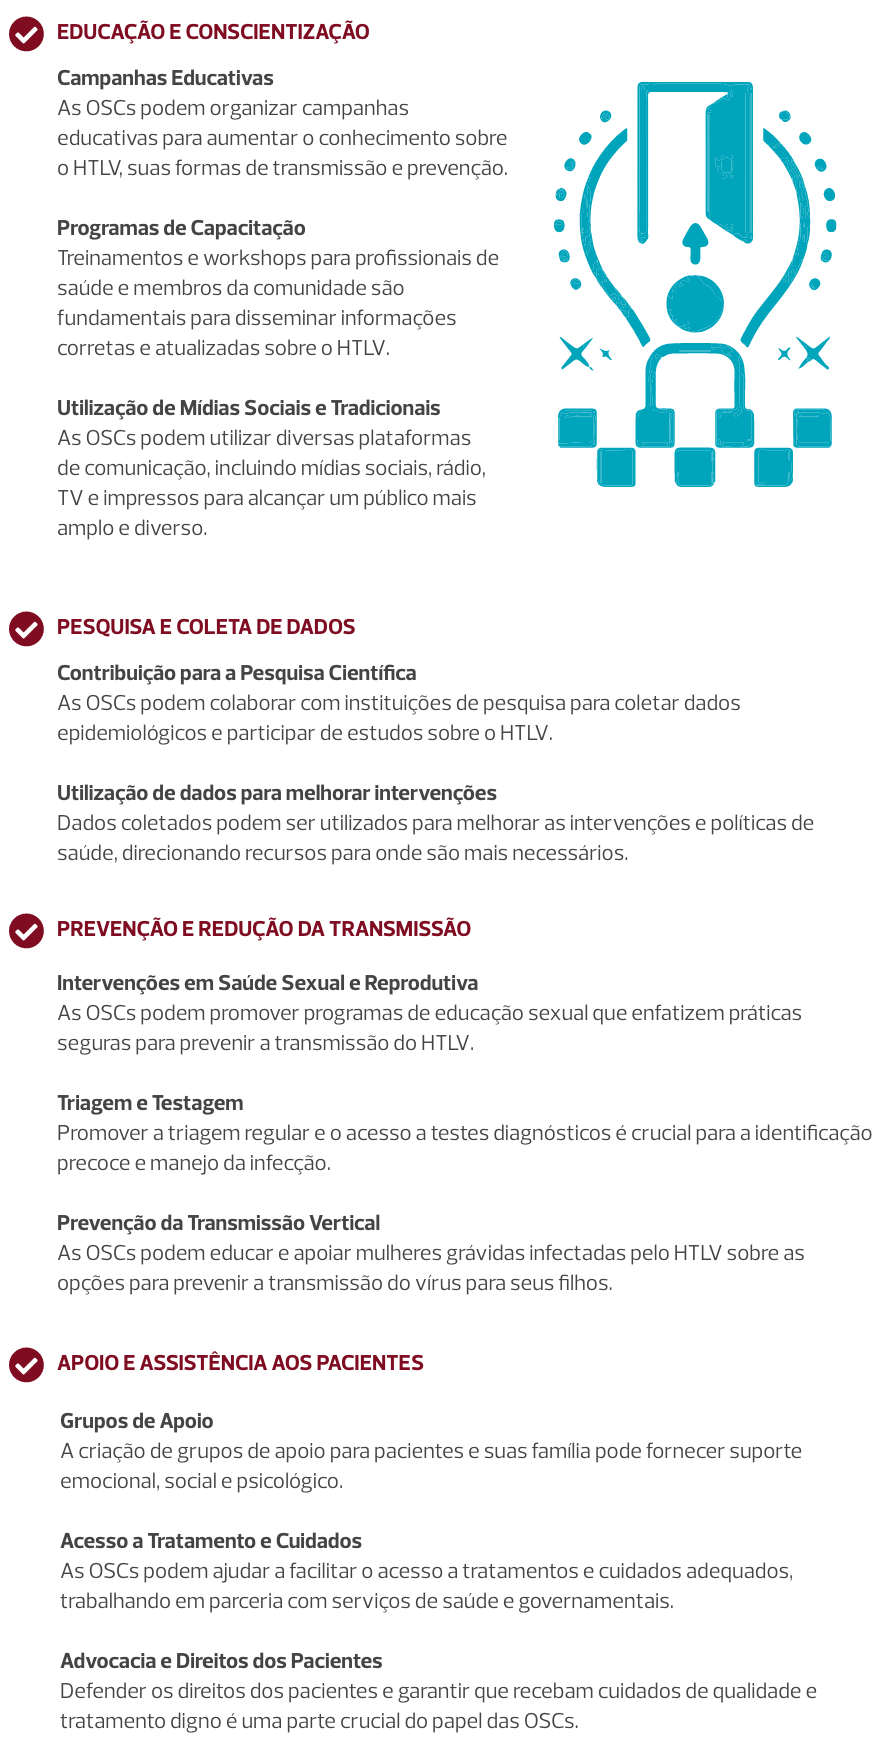 EDUCAÇÃO E CONSCIENTIZAÇÃO
Campanhas Educativas
As OSCs podem organizar campanhas
educativas para aumentar o conhecimento sobre
o HTLV, suas formas de transmissão e prevenção.
Programas de Capacitação
Treinamentos e workshops para profissionais de
saúde e membros da comunidade são
fundamentais para disseminar informações
corretas e atualizadas sobre o HTLV.
Utilização de Mídias Sociais e Tradicionais
As OSCs podem utilizar diversas plataformas
de comunicação, incluindo mídias sociais, rádio,
TV e impressos para alcançar um público mais
amplo e diverso.
PESQUISA E COLETA DE DADOS
Contribuição para a Pesquisa Científica
As OSCs podem colaborar com instituições de pesquisa para coletar dados
epidemiológicos e participar de estudos sobre o HTLV.
Utilização de dados para melhorar intervenções
Dados coletados podem ser utilizados para melhorar as intervenções e políticas de
saúde, direcionando recursos para onde são mais necessários.
PREVENÇÃO E REDUÇÃO DA TRANSMISSÃO
Intervenções em Saúde Sexual e Reprodutiva
As OSCs podem promover programas de educação sexual que enfatizem práticas
seguras para prevenir a transmissão do HTLV.
Triagem e Testagem
Promover a triagem regular e o acesso a testes diagnósticos é crucial para a identificação
precoce e manejo da infecção.
Prevenção da Transmissão Vertical
As OSCs podem educar e apoiar mulheres grávidas infectadas pelo HTLV sobre as
opções para prevenir a transmissão do vírus para seus filhos.
APOIO E ASSISTÊNCIA AOS PACIENTES
Grupos de Apoio
A criação de grupos de apoio para pacientes e suas família pode fornecer suporte
emocional, social e psicológico.
Acesso a Tratamento e Cuidados
As OSCs podem ajudar a facilitar o acesso a tratamentos e cuidados adequados,
trabalhando em parceria com serviços de saúde e governamentais.
Advocacia e Direitos dos Pacientes
Defender os direitos dos pacientes e garantir que recebam cuidados de qualidade e
tratamento digno é uma parte crucial do papel das OSCs.